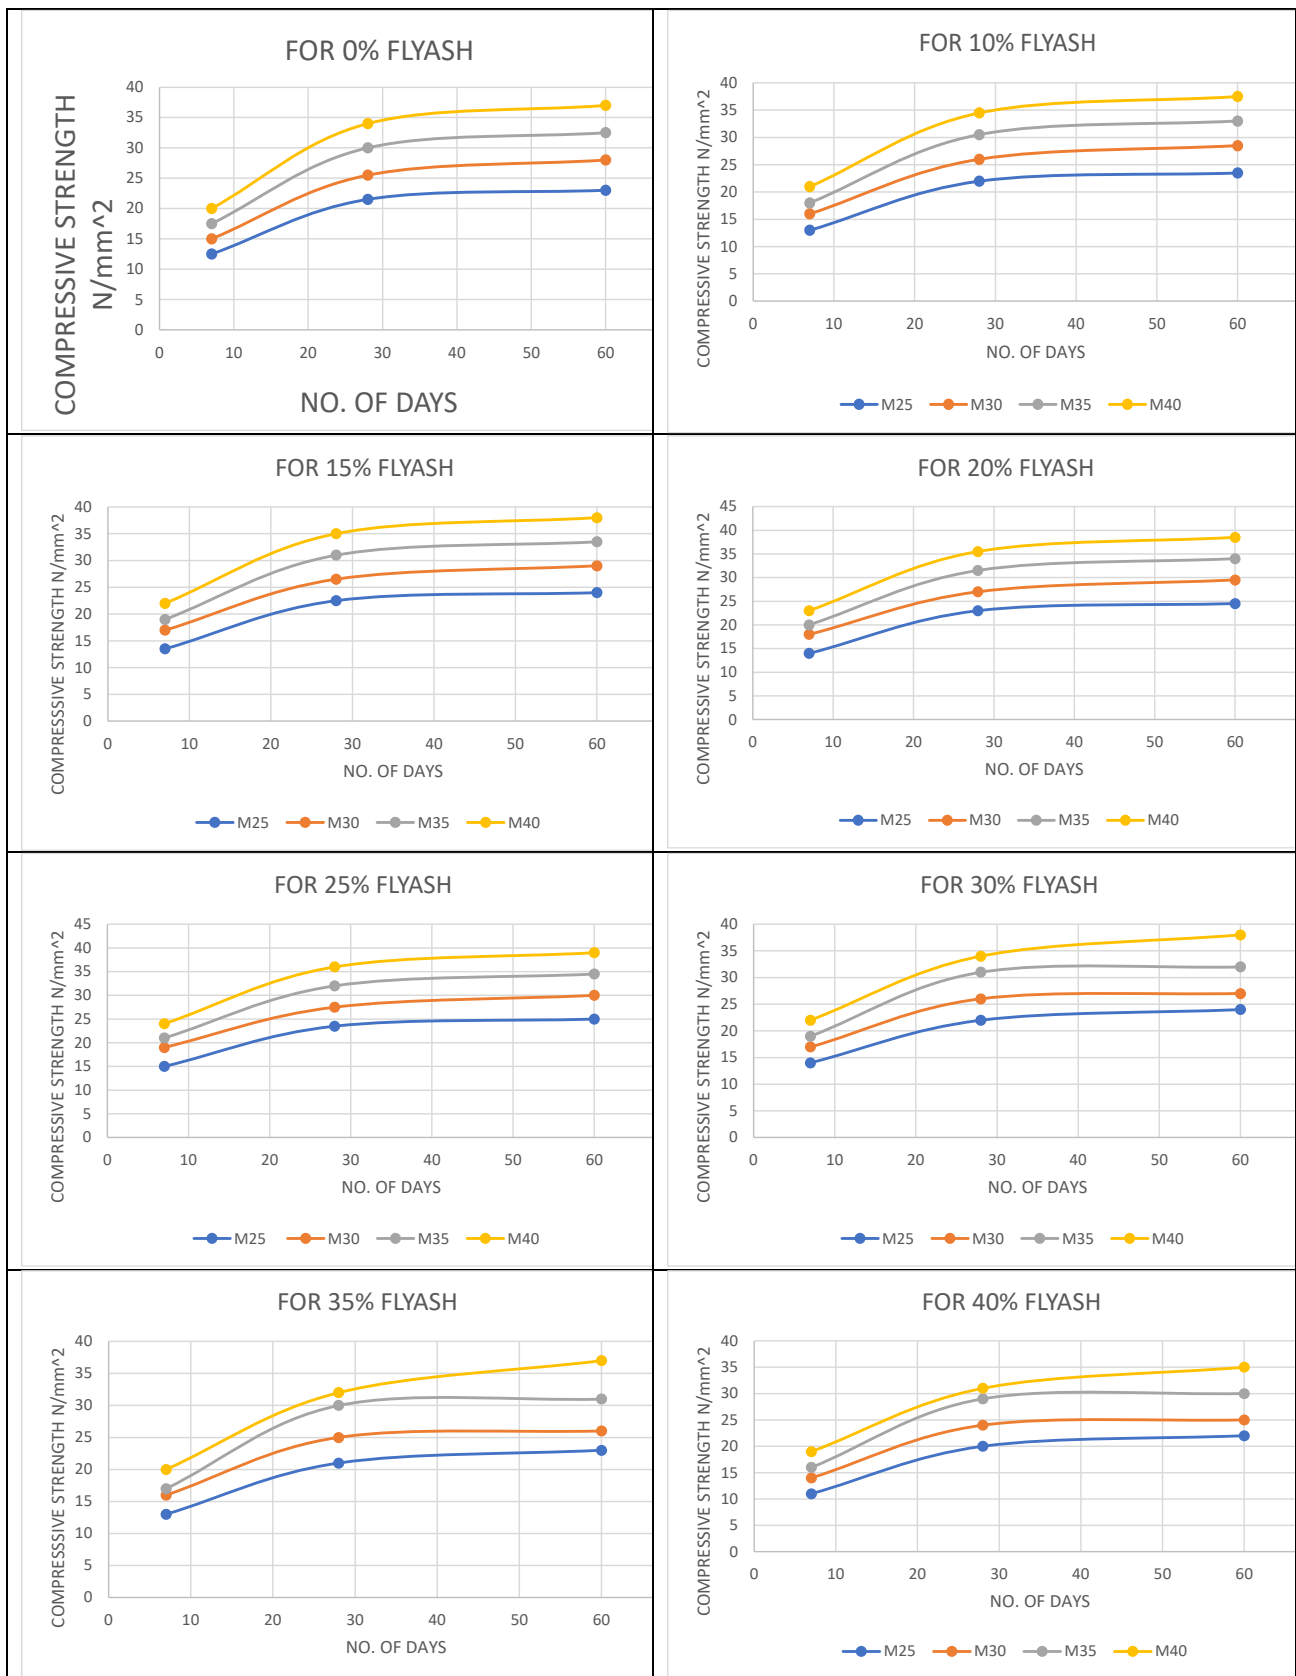 FOR 0% FLYASH
COMPRESSIVE STRENGTH
N/mm^2
40
35
30
25
20
15
10
5
0
0 10 20 30 40 50 60
NO. OF DAYS
FOR 10% FLYASH
COMPRESSIVE STRENGTH N/mm^2
40
35
30
25
20
15
10
5
0
0 10 20 30 40 50 60
NO. OF DAYS
M25 M30 M35 M40
FOR 15% FLYASH
COMPRESSSIVE STRENGTH N/mm^2
40
35
30
25
20
15
10
5
0
0 10 20 30 40 50 60
NO. OF DAYS
M25 M30 M35 M40
FOR 20% FLYASH
COMPRESSIVE STRENGTH N/mm^2
45
40
35
30
25
20
15
10
5
0
0 10 20 30 40 50 60
NO. OF DAYS
M25 M30 M35 M40
FOR 25% FLYASH
COMPRESSIVE STRENGTH N/mm^2
45
40
35
30
25
20
15
10
5
0
0 10 20 30 40 50 60
NO. OF DAYS
M25 M30 M35 M40
FOR 30% FLYASH
COMPRESSIVE STRENGTH N/mm^2
40
35
30
25
20
15
10
5
0
0 10 20 30 40 50 60
NO. OF DAYS
M25 M30 M35 M40
FOR 35% FLYASH
COMPRESSSIVE STRENGTH N/mm^2
40
35
30
25
20
15
10
5
0
0 10 20 30 40 50 60
NO. OF DAYS
FOR 40% FLYASH
COMPRESSIVE STRENGTH N/mm^2
40
35
30
25
20
15
10
5
0
0 10 20 30 40 50 60
NO. OF DAYS
M25 M30 M35 M40